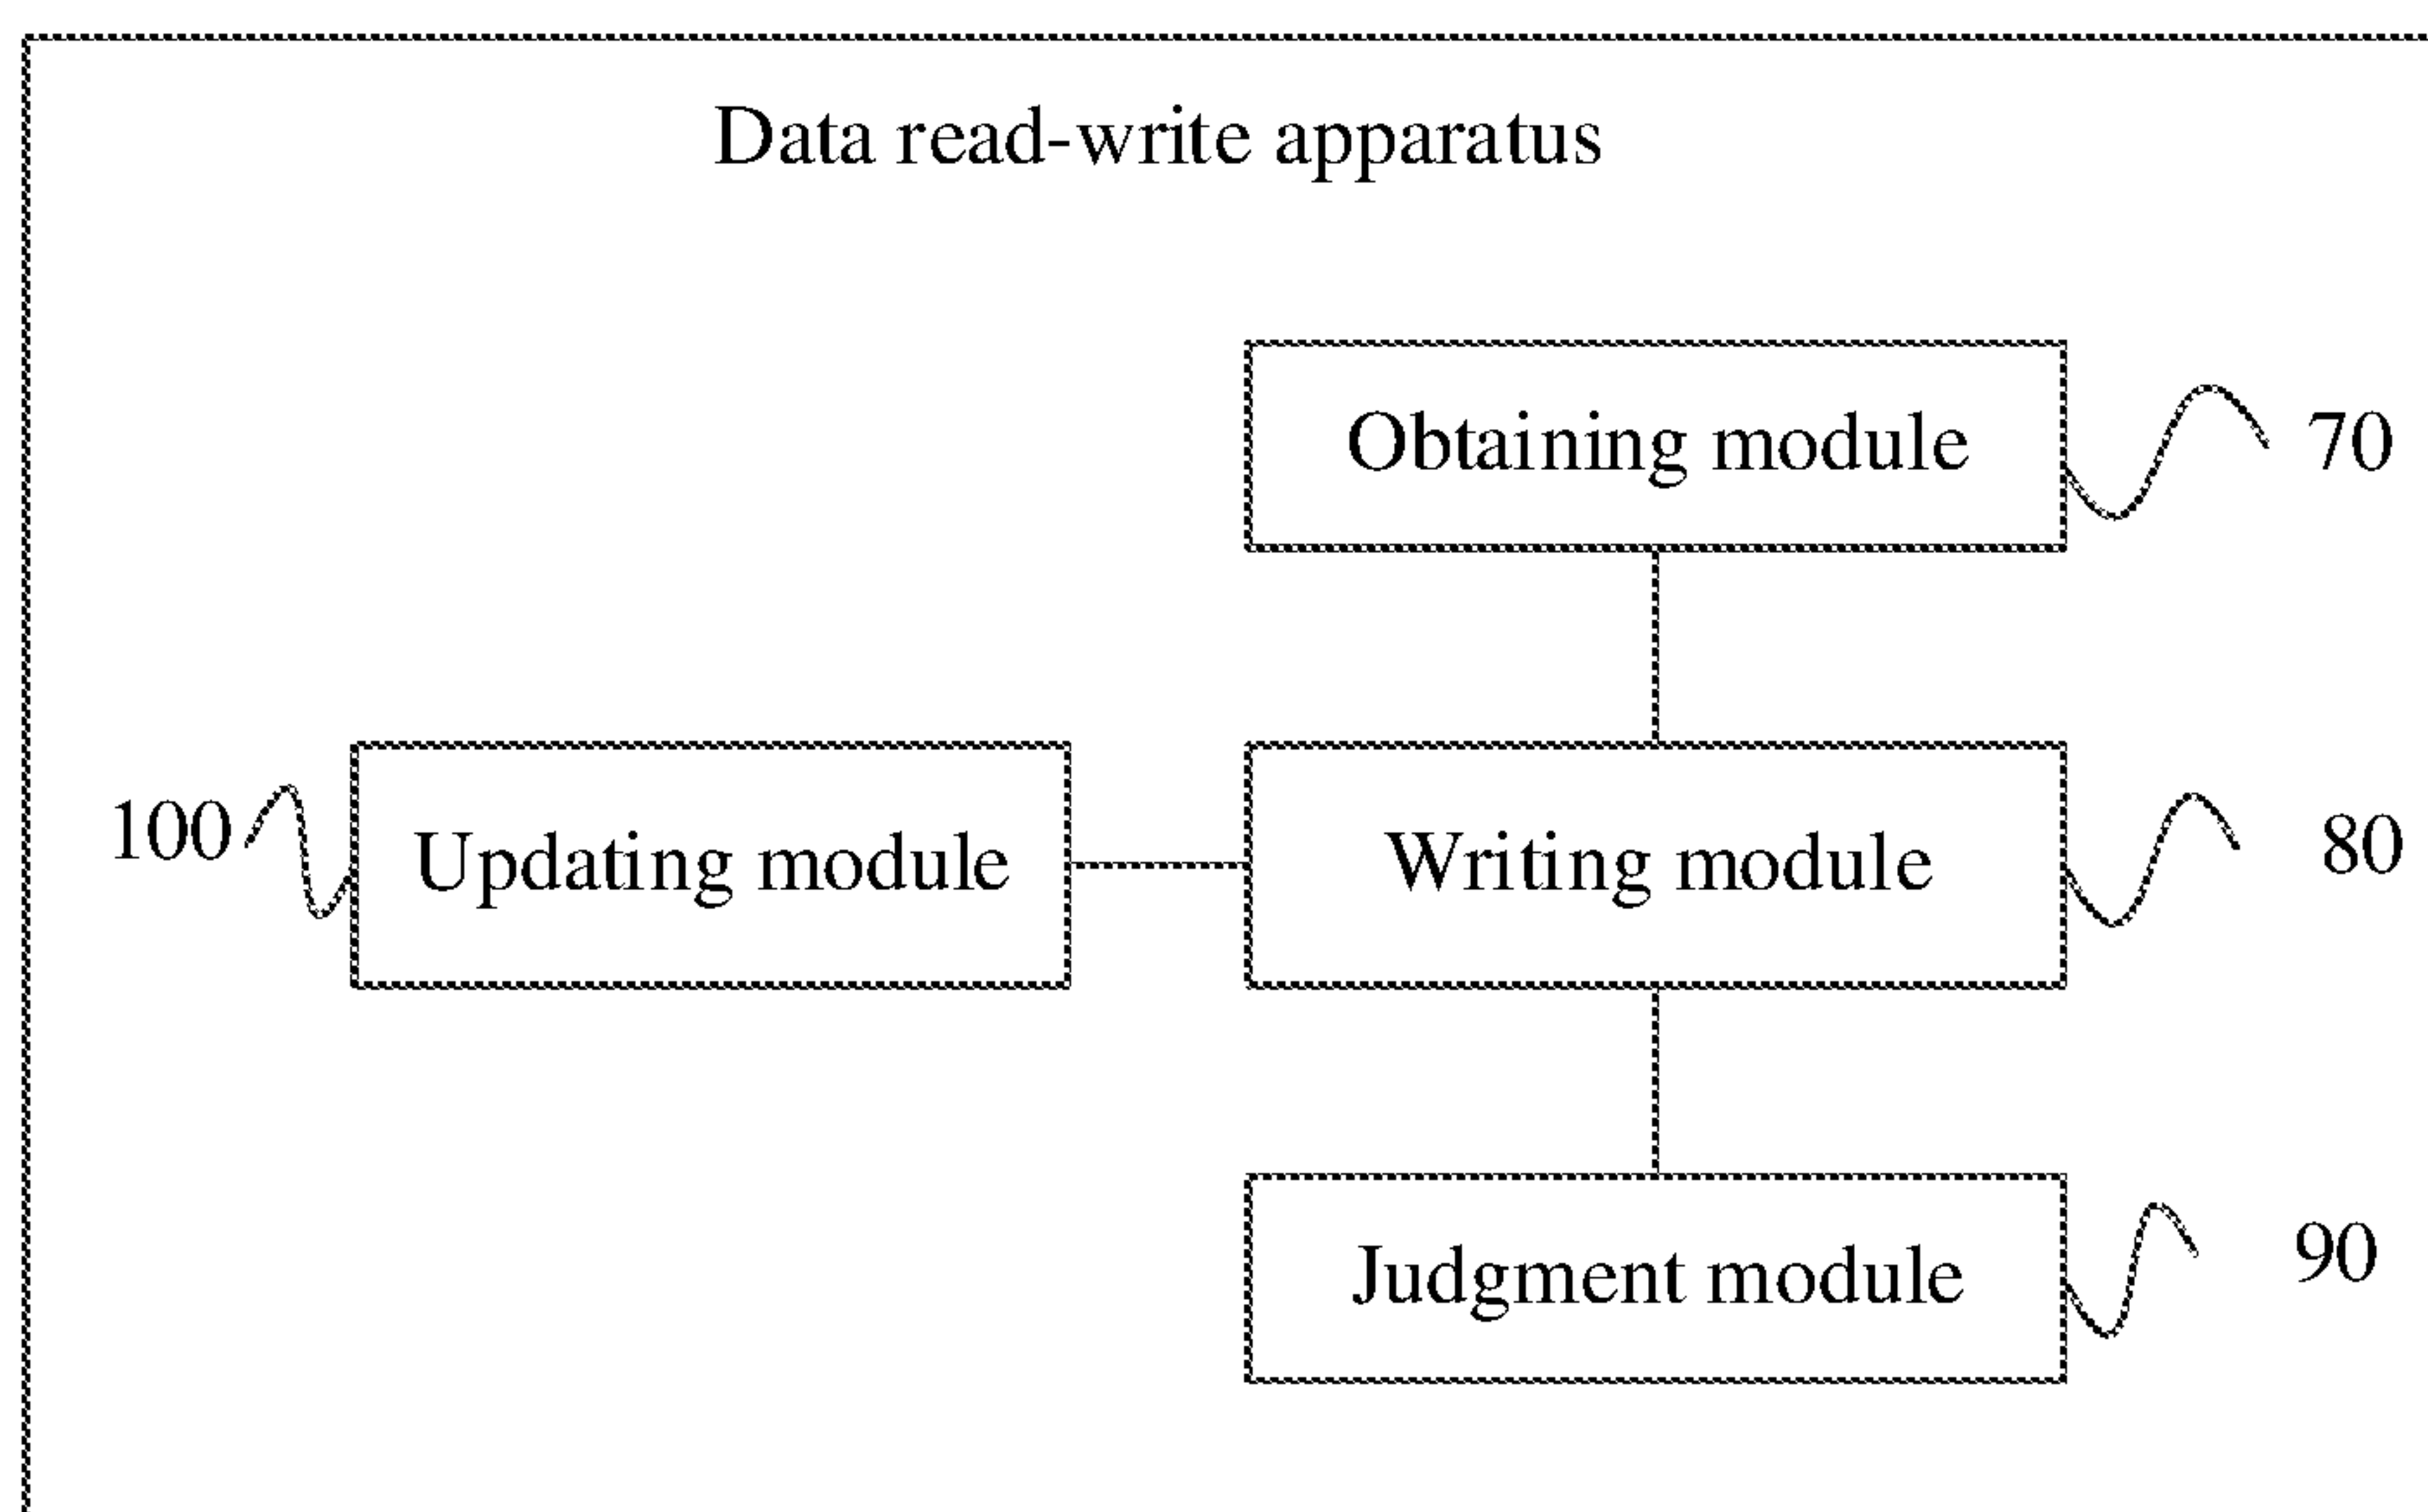 Data read-write apparatus
Obtaining module
70
100
Updating module
Writing module
80
Judgment module
90